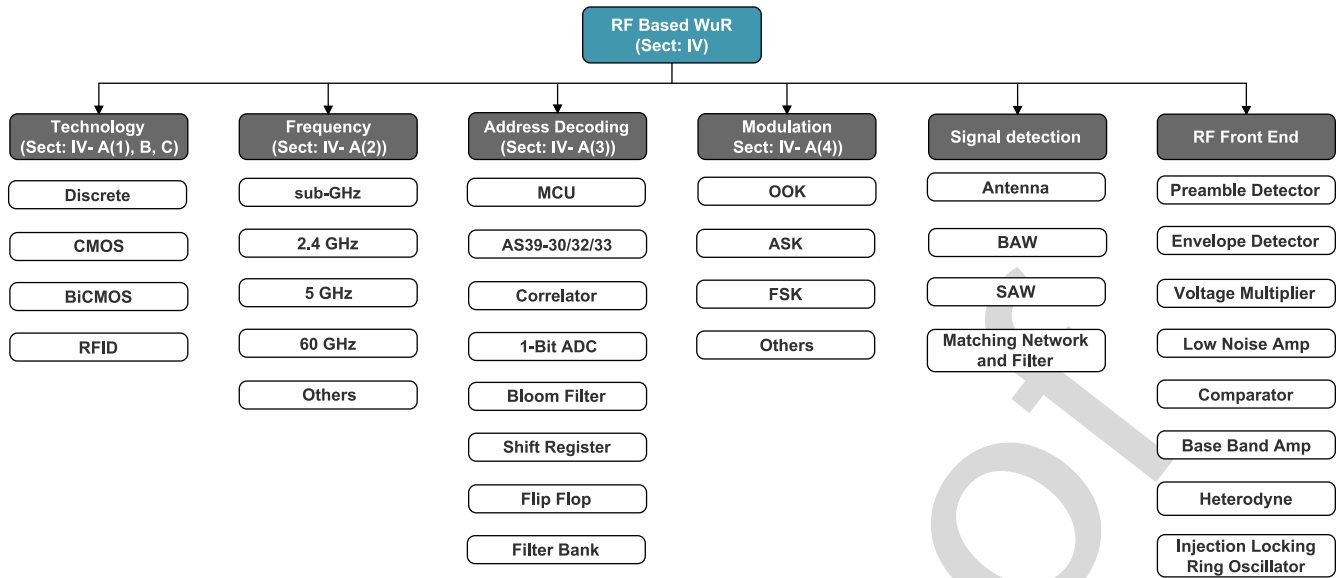 RF Based WuR
(Sect: IV)
Technology
(Sect: IV- A(1), B, C)
Discrete
CMOS
BiCMOS
RFID
Frequency
(Sect: IV- A(2))
sub-GHz
2.4 GHz
5 GHz
60 GHz
Others
Address Decoding
(Sect: IV- A(3))
MCU
AS39-30/32/33
Correlator
1-Bit ADC
Bloom Filter
Shift Register
Flip Flop
Filter Bank
Modulation
Sect: IV- A(4))
OOK
ASK
FSK
Others
Signal detection
Antenna
BAW
SAW
Matching Network
and Filter
RF Front End
Preamble Detector
Envelope Detector
Voltage Multiplier
Low Noise Amp
Comparator
Base Band Amp
Heterodyne
Injection Locking
Ring Oscillator
of